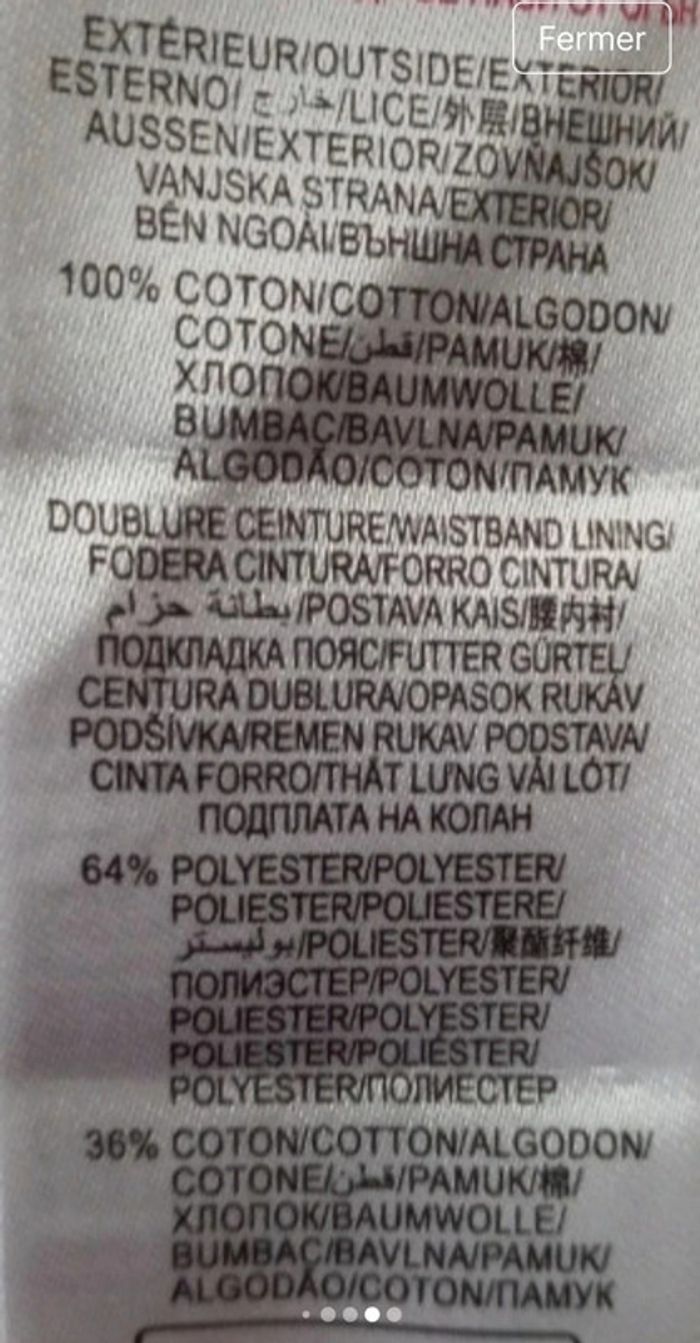 Fermer
EXTÉRIEUR/OUTSIDE/EXTERIOR/
ESTERNO/خارج/LICE/外层/ВНЕШНИЙ/
AUSSEN/EXTERIOR/ZOVŇAJŠOK/
VANJSKA STRANA/EXTERIOR/
BÊN NGOÀI/ВЪНШНА СТРАНА
100% COTON/COTTON/ALGODON/
COTONE/قطن/PAMUK/棉/
ХЛОПОК/BAUMWOLLE/
BUMBAC/BAVLNA/PAMUK/
ALGODÃO/COTON/ПАМУК
DOUBLURE CEINTURE/WAISTBAND LINING/
FODERA CINTURA/FORRO CINTURA/
بطانة حزام/POSTAVA KAIS/腰内衬/
ПОДКЛАДКА ПОЯС/FUTTER GÜRTEL/
CENTURA DUBLURA/OPASOK RUKÁV
PODŠÍVKA/REMEN RUKAV PODSTAVA/
CINTA FORRO/THẮT LƯNG VẢI LÓT/
ПОДПЛАТА НА КОЛАН
64% POLYESTER/POLYESTER/
POLIESTER/POLIESTERE/
بوليستر/POLIESTER/聚酯纤维/
ПОЛИЭСТЕР/POLYESTER/
POLIESTER/POLYESTER/
POLIESTER/POLIÉSTER/
POLYESTER/ПОЛИЕСТЕР
36% COTON/COTTON/ALGODON/
COTONE/قطن/PAMUK/棉/
ХЛОПОК/BAUMWOLLE/
BUMBAC/BAVLNA/PAMUK/
ALGODÃO/COTON/ПАМУК